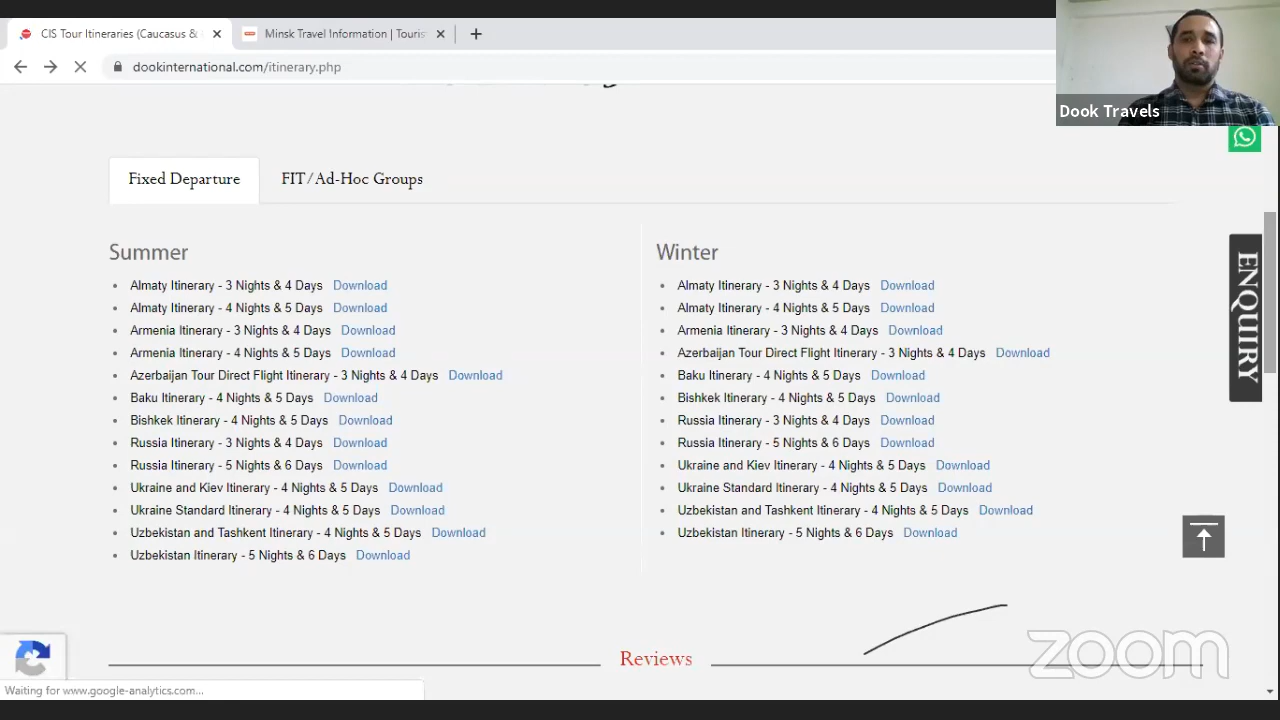 CIS Tour Itineraries (Caucasus &
Minsk Travel Information | Touris
dookinternational.com/itinerary.php
Dook Travels
Fixed Departure
FIT/Ad-Hoc Groups
Summer
Almaty Itinerary - 3 Nights & 4 Days Download
Almaty Itinerary - 4 Nights & 5 Days Download
Armenia Itinerary - 3 Nights & 4 Days Download
Armenia Itinerary - 4 Nights & 5 Days Download
Azerbaijan Tour Direct Flight Itinerary - 3 Nights & 4 Days Download
Baku Itinerary - 4 Nights & 5 Days Download
Bishkek Itinerary - 4 Nights & 5 Days Download
Russia Itinerary - 3 Nights & 4 Days Download
Russia Itinerary - 5 Nights & 6 Days Download
Ukraine and Kiev Itinerary - 4 Nights & 5 Days Download
Ukraine Standard Itinerary - 4 Nights & 5 Days Download
Uzbekistan and Tashkent Itinerary - 4 Nights & 5 Days Download
Uzbekistan Itinerary - 5 Nights & 6 Days Download
Winter
Almaty Itinerary - 3 Nights & 4 Days Download
Almaty Itinerary - 4 Nights & 5 Days Download
Armenia Itinerary - 3 Nights & 4 Days Download
Azerbaijan Tour Direct Flight Itinerary - 3 Nights & 4 Days Download
Baku Itinerary - 4 Nights & 5 Days Download
Bishkek Itinerary - 4 Nights & 5 Days Download
Russia Itinerary - 3 Nights & 4 Days Download
Russia Itinerary - 5 Nights & 6 Days Download
Ukraine and Kiev Itinerary - 4 Nights & 5 Days Download
Ukraine Standard Itinerary - 4 Nights & 5 Days Download
Uzbekistan and Tashkent Itinerary - 4 Nights & 5 Days Download
Uzbekistan Itinerary - 5 Nights & 6 Days Download
ENQUIRY
Reviews
zoom
Waiting for www.google-analytics.com...